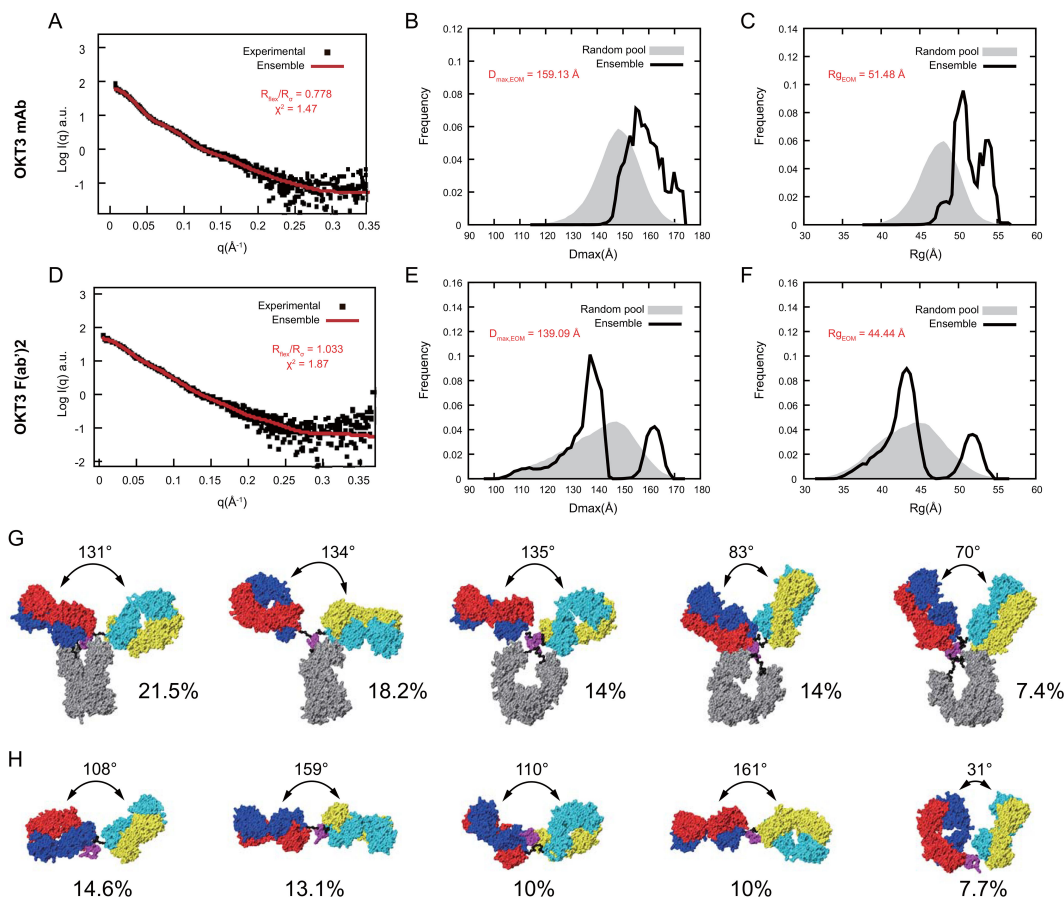 A
OKT3 mAb
Log I(q) a.u.
3
2
1
0
-1
Experimental
Ensemble
Rflex/Rσ = 0.778
χ² = 1.47
0 0.05 0.1 0.15 0.2 0.25 0.3 0.35
q(Å⁻¹)
B
Frequency
0.12
0.1
0.08
0.06
0.04
0.02
0
Random pool
Ensemble
Dmax,EOM = 159.13 Å
90 100 110 120 130 140 150 160 170 180
Dmax(Å)
C
Frequency
0.1
0.08
0.06
0.04
0.02
0
Random pool
Ensemble
RgEOM = 51.48 Å
35 40 45 50 55 60
Rg(Å)
D
OKT3 F(ab')2
Log I(q) a.u.
3
2
1
0
-1
-2
Experimental
Ensemble
Rflex/Rσ = 1.033
χ² = 1.87
0 0.05 0.1 0.15 0.2 0.25 0.3 0.35
q(Å⁻¹)
E
Frequency
0.16
0.14
0.12
0.1
0.08
0.06
0.04
0.02
0
Random pool
Ensemble
Dmax,EOM = 139.09 Å
90 100 110 120 130 140 150 160 170 180
Dmax(Å)
F
Frequency
0.16
0.14
0.12
0.1
0.08
0.06
0.04
0.02
0
Random pool
Ensemble
RgEOM = 44.44 Å
30 35 40 45 50 55 60
Rg(Å)
G
131° 134° 135° 83° 70°
21.5% 18.2% 14% 14% 7.4%
H
108° 159° 110° 161° 31°
14.6% 13.1% 10% 10% 7.7%